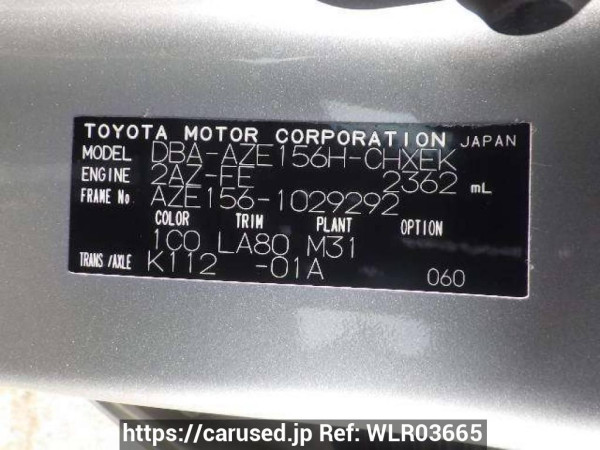 TOYOTA MOTOR CORPORATION JAPAN
MODEL DBA-AZE156H-CHXEK
ENGINE 2AZ-FE 2362 mL
FRAME No AZE156-1029292
COLOR TRIM PLANT OPTION
1C0 LA80 M31
TRANS/AXLE K112 -01A 060
https://carused.jp Ref: WLR03665